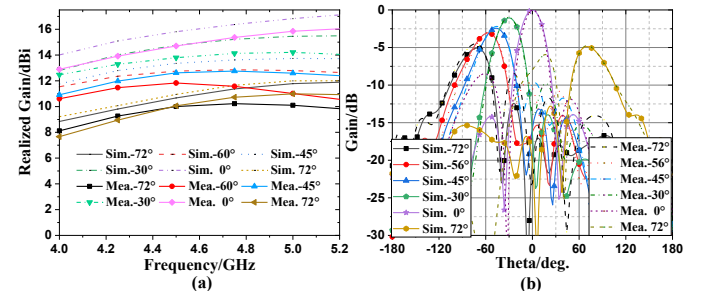 Realized Gain/dBi
16
14
12
10
8
6
4
2
0
Sim.-72° Sim.-60° Sim.-45°
Sim.-30° Sim. 0° Sim. 72°
Mea.-72° Mea.-60° Mea.-45°
Mea.-30° Mea. 0° Mea. 72°
4.0 4.2 4.4 4.6 4.8 5.0 5.2
Frequency/GHz
(a)
Gain/dB
0
-5
-10
-15
-20
-25
-30
Sim.-72°
Sim.-56°
Sim.-45°
Sim.-30°
Sim. 0°
Sim. 72°
Mea.-72°
Mea.-56°
Mea.-45°
Mea.-30°
Mea. 0°
Mea. 72°
-180 -120 -60 0 60 120 180
Theta/deg.
(b)